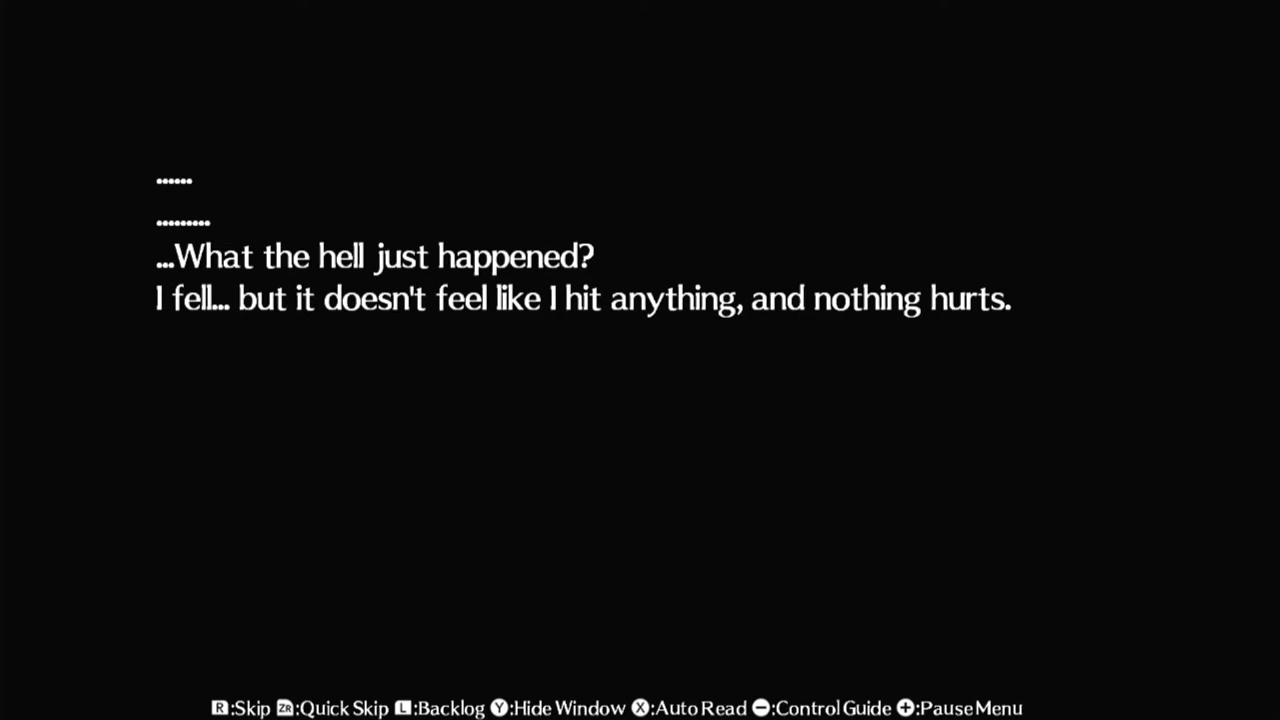 ......
.........
...What the hell just happened?
I fell... but it doesn't feel like I hit anything, and nothing hurts.
R:Skip ZR:Quick Skip L:Backlog Y:Hide Window X:Auto Read −:Control Guide +:Pause Menu